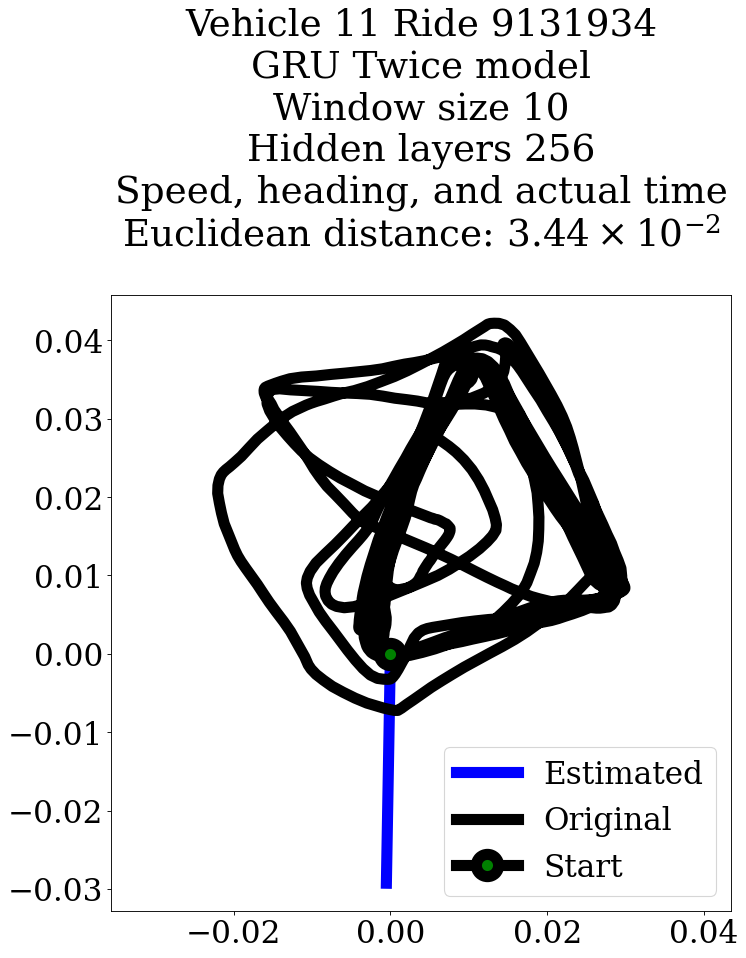 Vehicle 11 Ride 9131934
GRU Twice model
Window size 10
Hidden layers 256
Speed, heading, and actual time
Euclidean distance: 3.44 × 10⁻²
0.04
0.03
0.02
0.01
0.00
−0.01
−0.02
−0.03
Estimated
Original
Start
−0.02 0.00 0.02 0.04